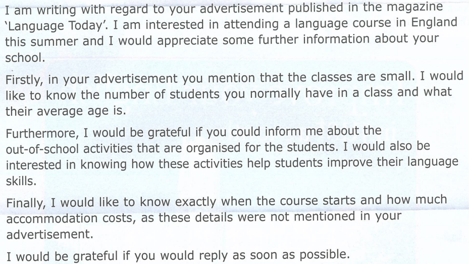 I am writing with regard to your advertisement published in the magazine
‘Language Today’. I am interested in attending a language course in England
this summer and I would appreciate some further information about your
school.
Firstly, in your advertisement you mention that the classes are small. I would
like to know the number of students you normally have in a class and what
their average age is.
Furthermore, I would be grateful if you could inform me about the
out-of-school activities that are organised for the students. I would also be
interested in knowing how these activities help students improve their language
skills.
Finally, I would like to know exactly when the course starts and how much
accommodation costs, as these details were not mentioned in your
advertisement.
I would be grateful if you would reply as soon as possible.